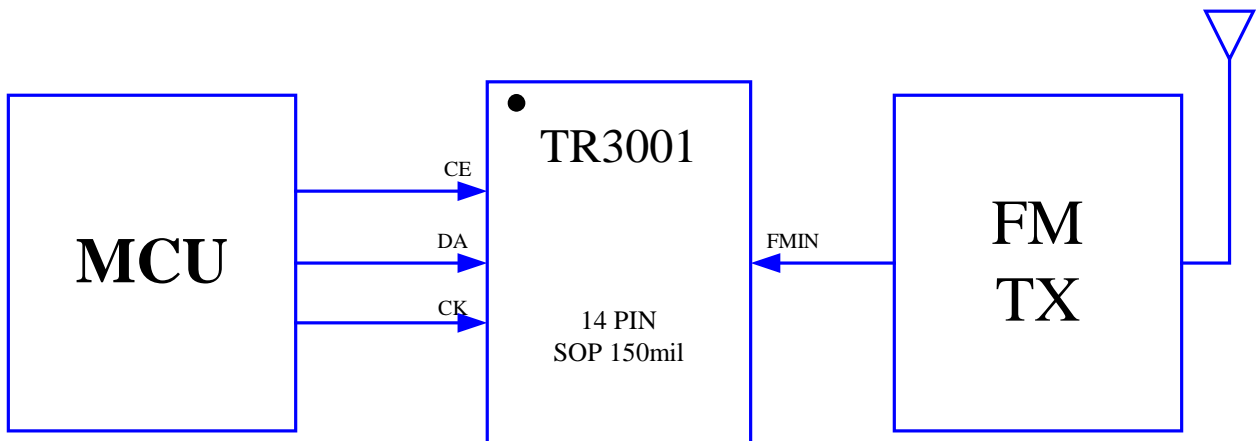 MCU
CE
DA
CK
TR3001
14 PIN
SOP 150mil
FMIN
FM
TX